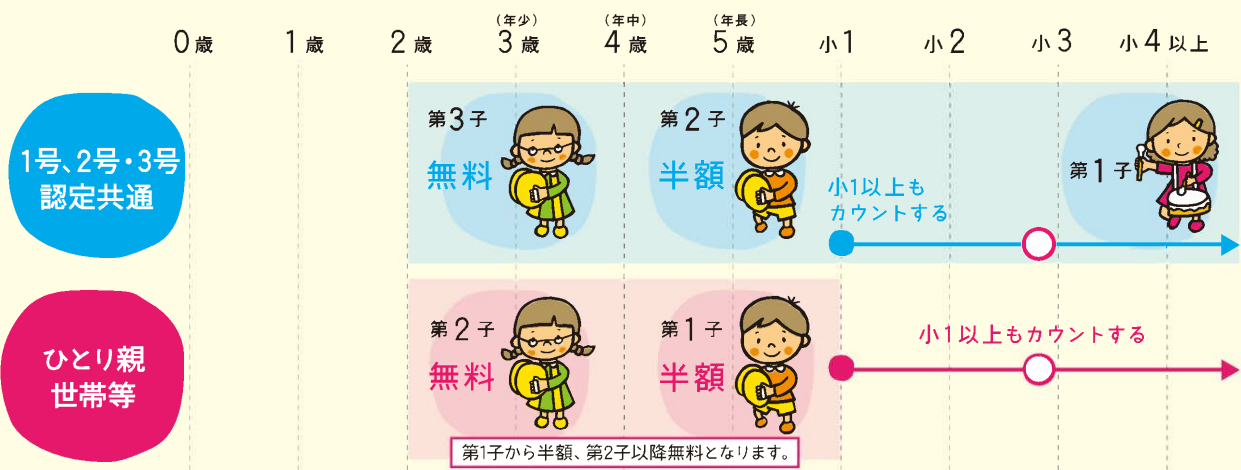 (年少) (年中) (年長)
0歳 1歳 2歳 3歳 4歳 5歳 小1 小2 小3 小4以上
1号、2号・3号
認定共通
第3子
無料
第2子
半額
小1以上も
カウントする
第1子
ひとり親
世帯等
第2子
無料
第1子
半額
小1以上もカウントする
第1子から半額、第2子以降無料となります。